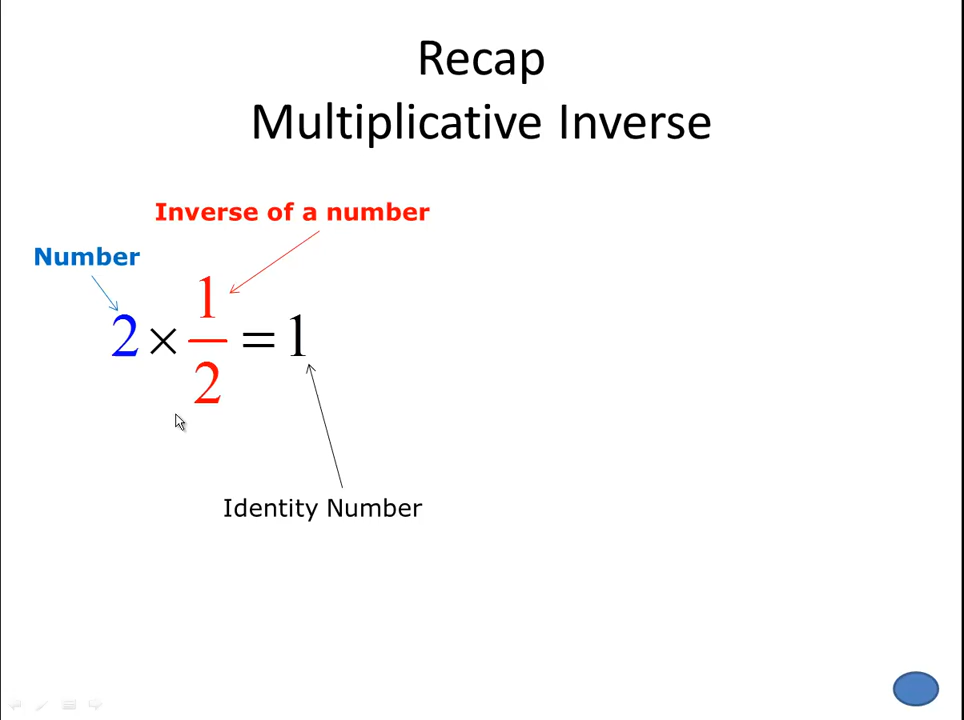 Recap
Multiplicative Inverse
Inverse of a number
Number
2 × 1/2 = 1
Identity Number